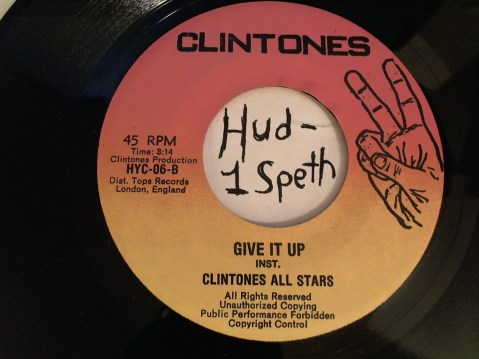 CLINTONES
45 RPM
Time: 3:14
Clintones Production
HYC-06-B
Dist. Tops Records
London, England
Hud-
1 Speth
GIVE IT UP
INST.
CLINTONES ALL STARS
All Rights Reserved
Unauthorized Copying
Public Performance Forbidden
Copyright Control